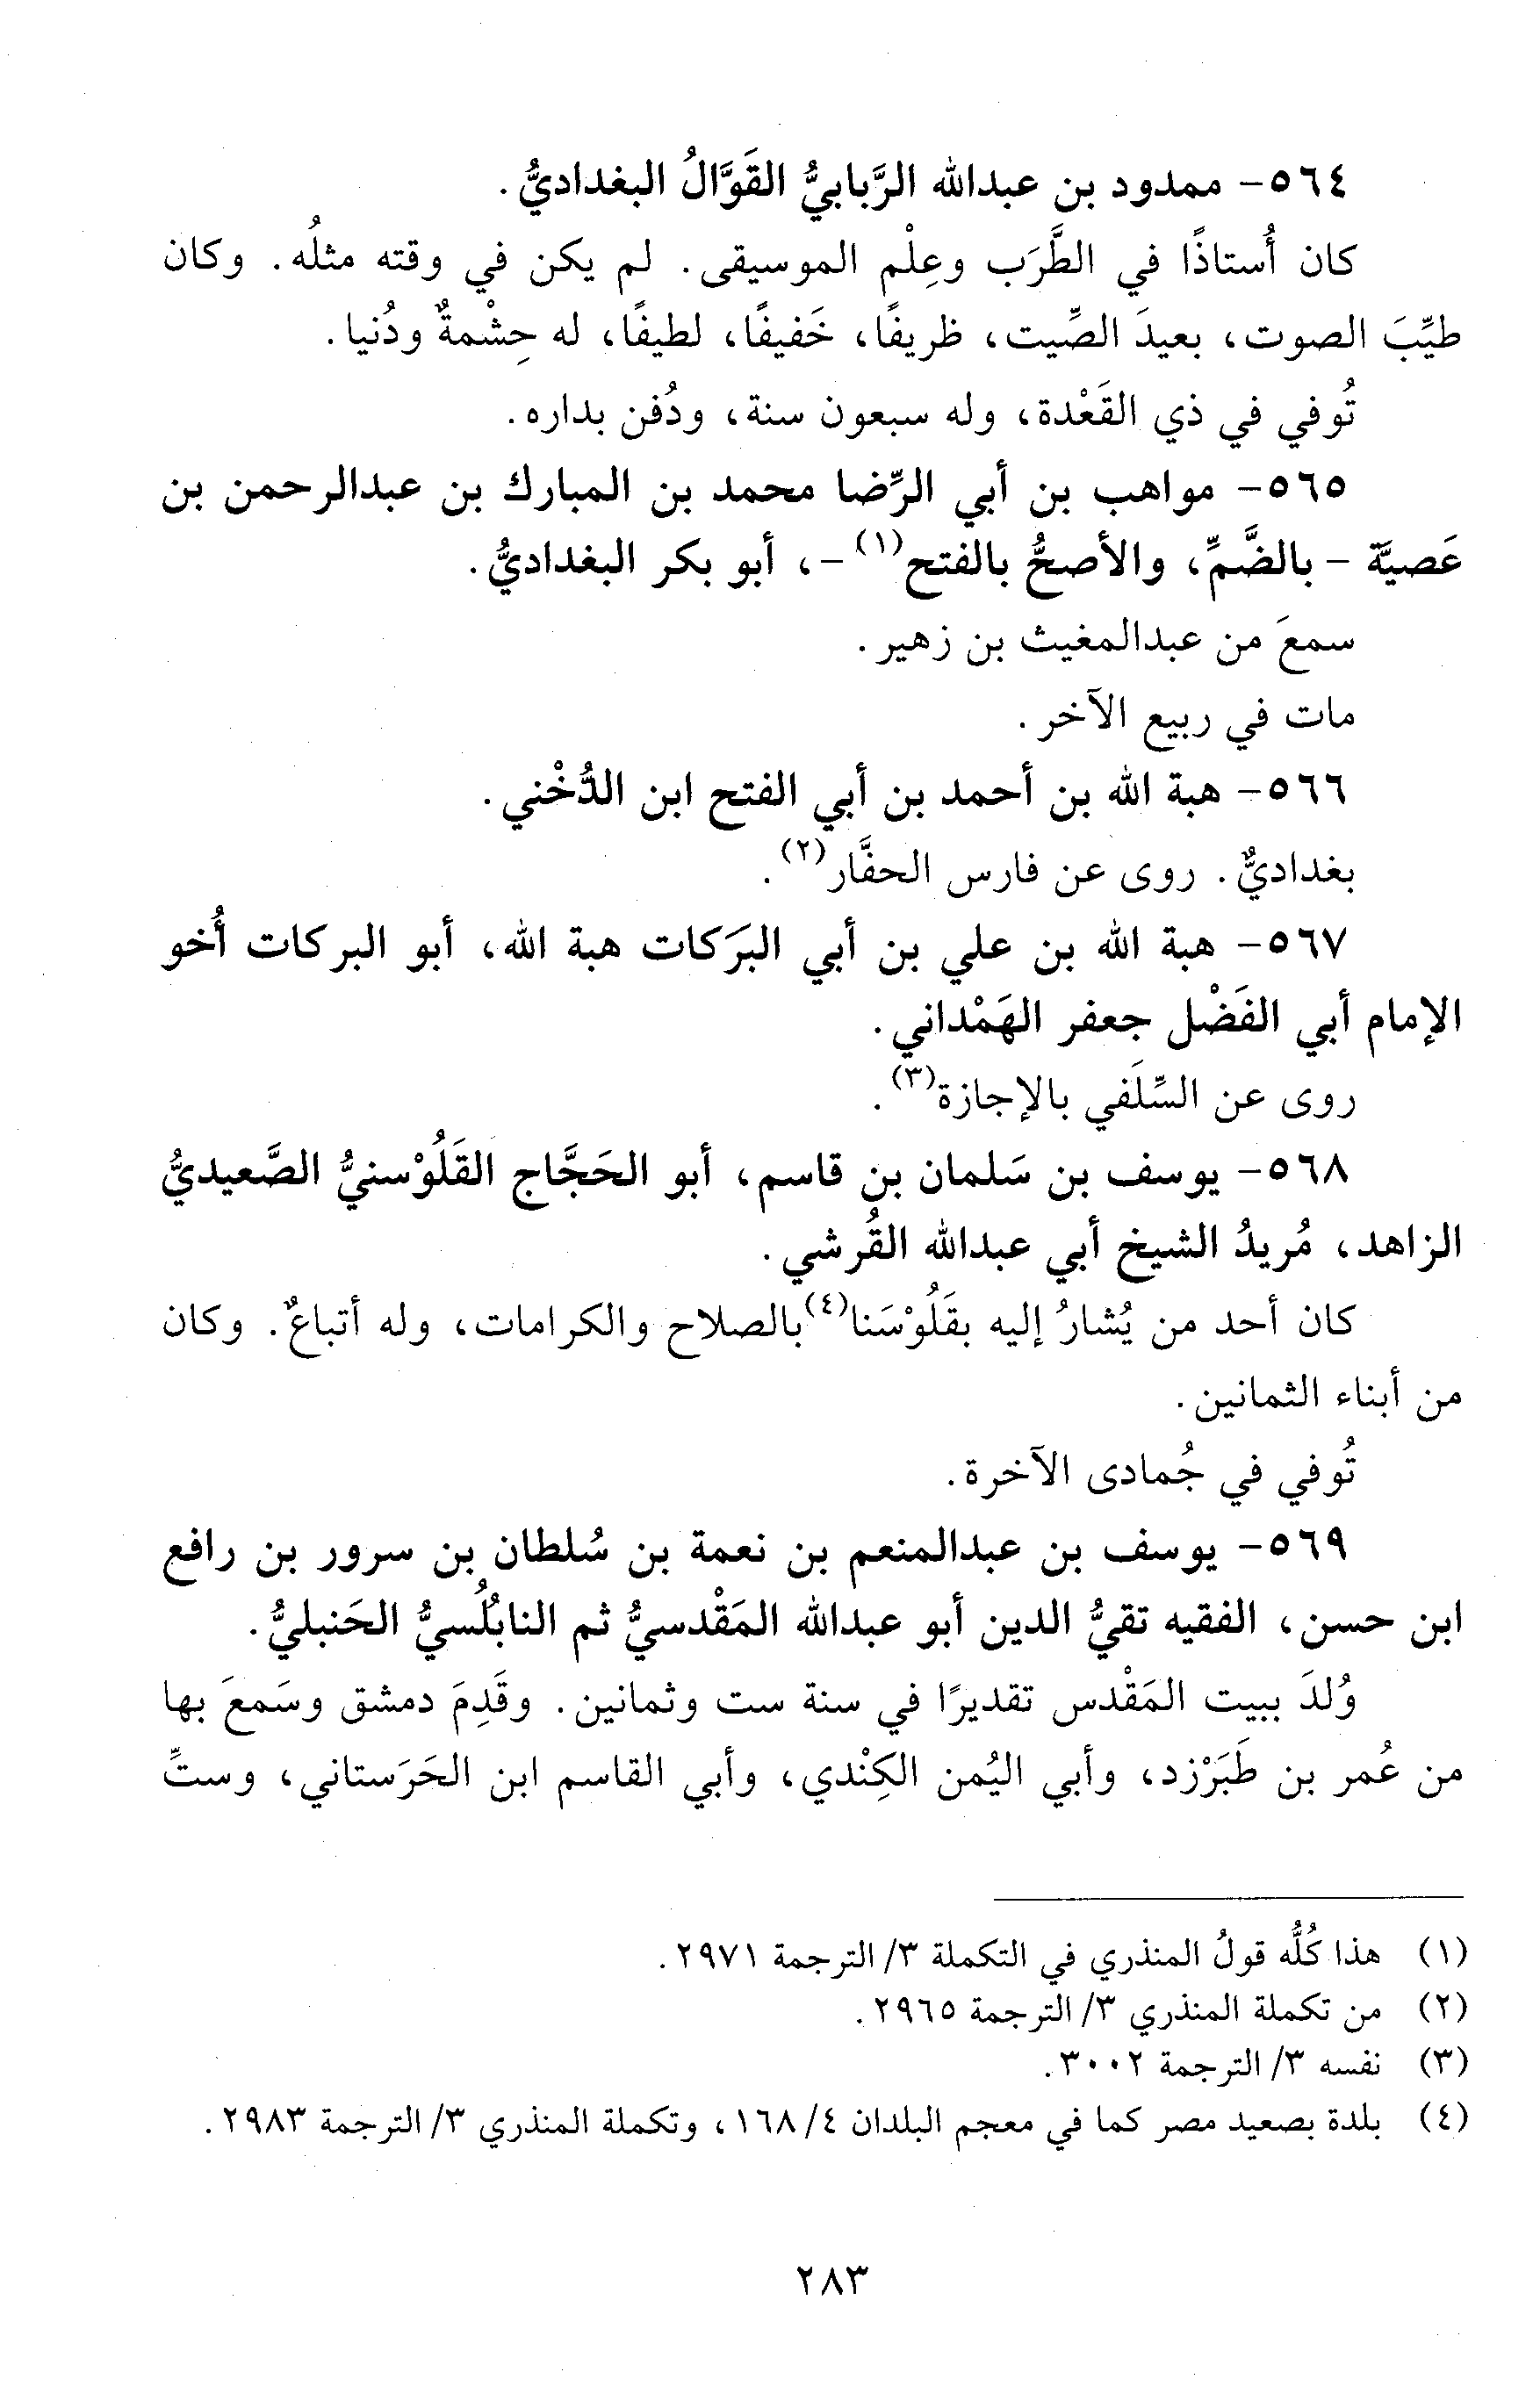 ٥٦٤- ممدود بن عبدالله الرَّبابيُّ القَوَّالُ البغداديُّ.
كان أُستاذًا في الطَّرَب وعِلْم الموسيقى. لم يكن في وقته مثلُه. وكان
طيِّبَ الصوت، بعيدَ الصِّيت، ظريفًا، خَفيفًا، لطيفًا، له حِشْمةٌ ودُنيا.
تُوفي في ذي القَعْدة، وله سبعون سنة، ودُفن بداره.
٥٦٥- مواهب بن أبي الرِّضا محمد بن المبارك بن عبدالرحمن بن
عَصيَّة - بالضَّمِّ، والأصحُّ بالفتح(١) -، أبو بكر البغداديُّ.
سمعَ من عبدالمغيث بن زهير.
مات في ربيع الآخر.
٥٦٦- هبة الله بن أحمد بن أبي الفتح ابن الدُّخْني.
بغداديٌّ. روى عن فارس الحفَّار(٢).
٥٦٧- هبة الله بن علي بن أبي البَركات هبة الله، أبو البركات أُخو
الإمام أبي الفَضْل جعفر الهَمْداني.
روى عن السِّلَفي بالإجازة(٣).
٥٦٨- يوسف بن سَلمان بن قاسم، أبو الحَجَّاج القَلُوْسنيُّ الصَّعيديُّ
الزاهد، مُريدُ الشيخ أبي عبدالله القُرشي.
كان أحد من يُشارُ إليه بقَلُوْسَنا(٤) بالصلاح والكرامات، وله أتباعٌ. وكان
من أبناء الثمانين.
تُوفي في جُمادى الآخرة.
٥٦٩- يوسف بن عبدالمنعم بن نعمة بن سُلطان بن سرور بن رافع
ابن حسن، الفقيه تقيُّ الدين أبو عبدالله المَقْدسيُّ ثم النابُلُسيُّ الحَنبليُّ.
وُلدَ ببيت المَقْدس تقديرًا في سنة ست وثمانين. وقَدِمَ دمشق وسَمعَ بها
من عُمر بن طَبَرْزد، وأبي اليُمن الكِنْدي، وأبي القاسم ابن الحَرَستاني، وستِّ
(١) هذا كُلُّه قولُ المنذري في التكملة ٣/ الترجمة ٢٩٧١.
(٢) من تكملة المنذري ٣/ الترجمة ٢٩٦٥.
(٣) نفسه ٣/ الترجمة ٣٠٠٢.
(٤) بلدة بصعيد مصر كما في معجم البلدان ٤/ ١٦٨، وتكملة المنذري ٣/ الترجمة ٢٩٨٣.
٢٨٣